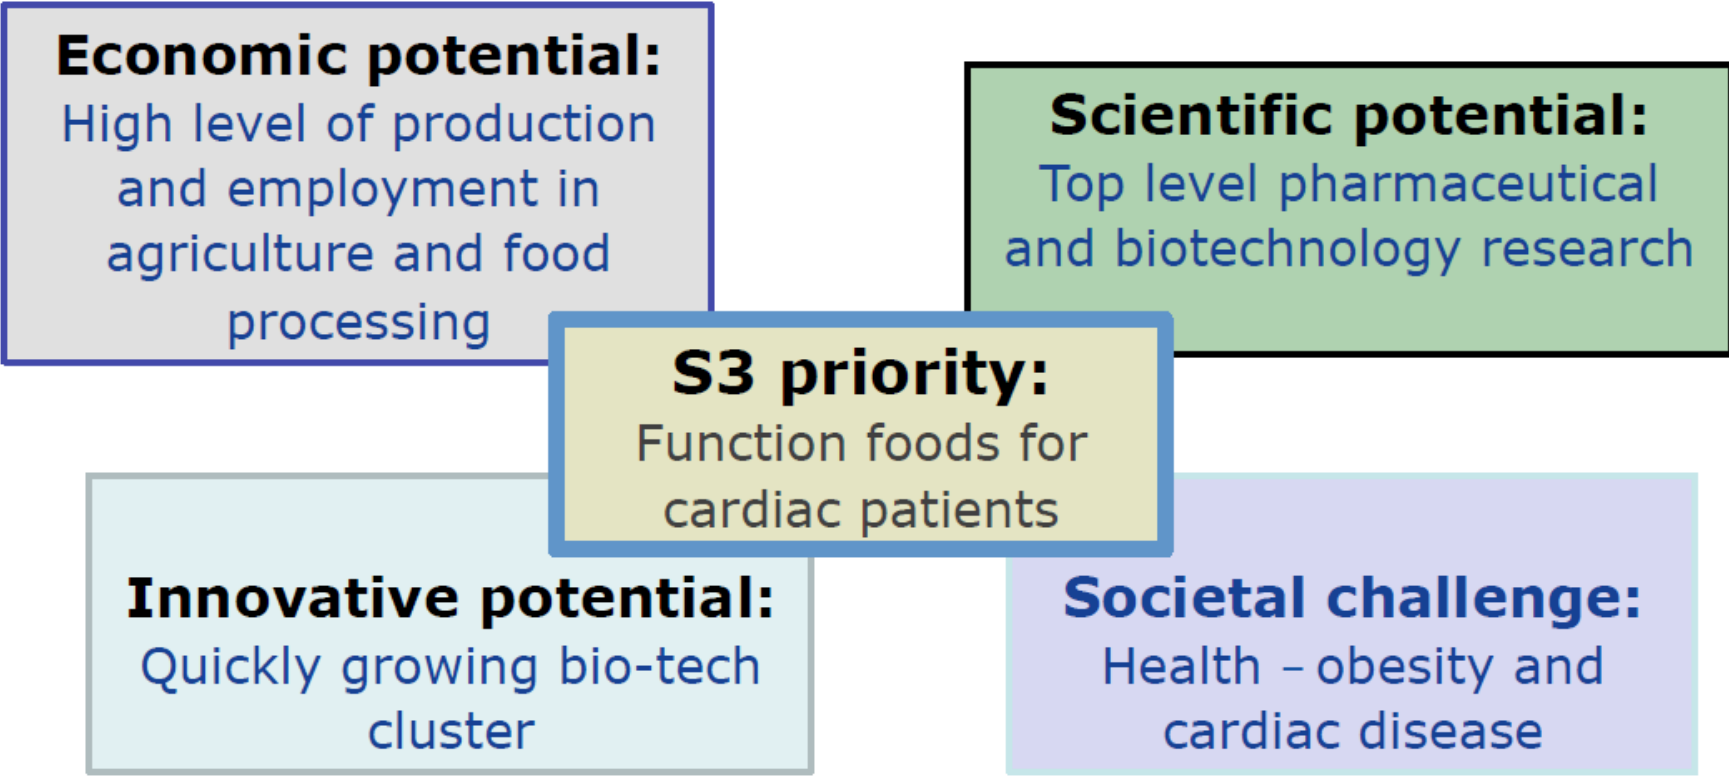 Economic potential:
High level of production
and employment in
agriculture and food
processing
Scientific potential:
Top level pharmaceutical
and biotechnology research
S3 priority:
Function foods for
cardiac patients
Innovative potential:
Quickly growing bio-tech
cluster
Societal challenge:
Health – obesity and
cardiac disease